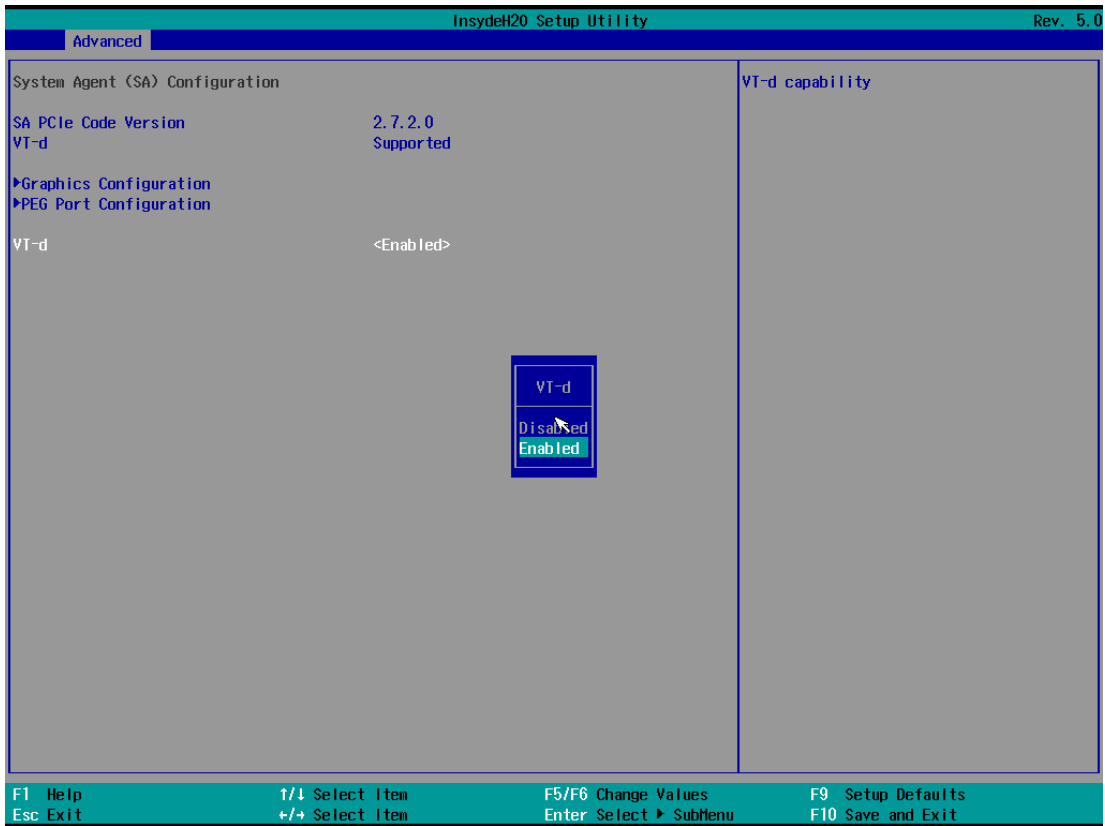 InsydeH20 Setup Utility Rev. 5.0
Advanced
System Agent (SA) Configuration
VT-d capability
SA PCIe Code Version 2.7.2.0
VT-d Supported
▶Graphics Configuration
▶PEG Port Configuration
VT-d <Enabled>
VT-d
Disabled
Enabled
F1 Help ↑/↓ Select Item F5/F6 Change Values F9 Setup Defaults
Esc Exit ←/→ Select Item Enter Select ▶ SubMenu F10 Save and Exit